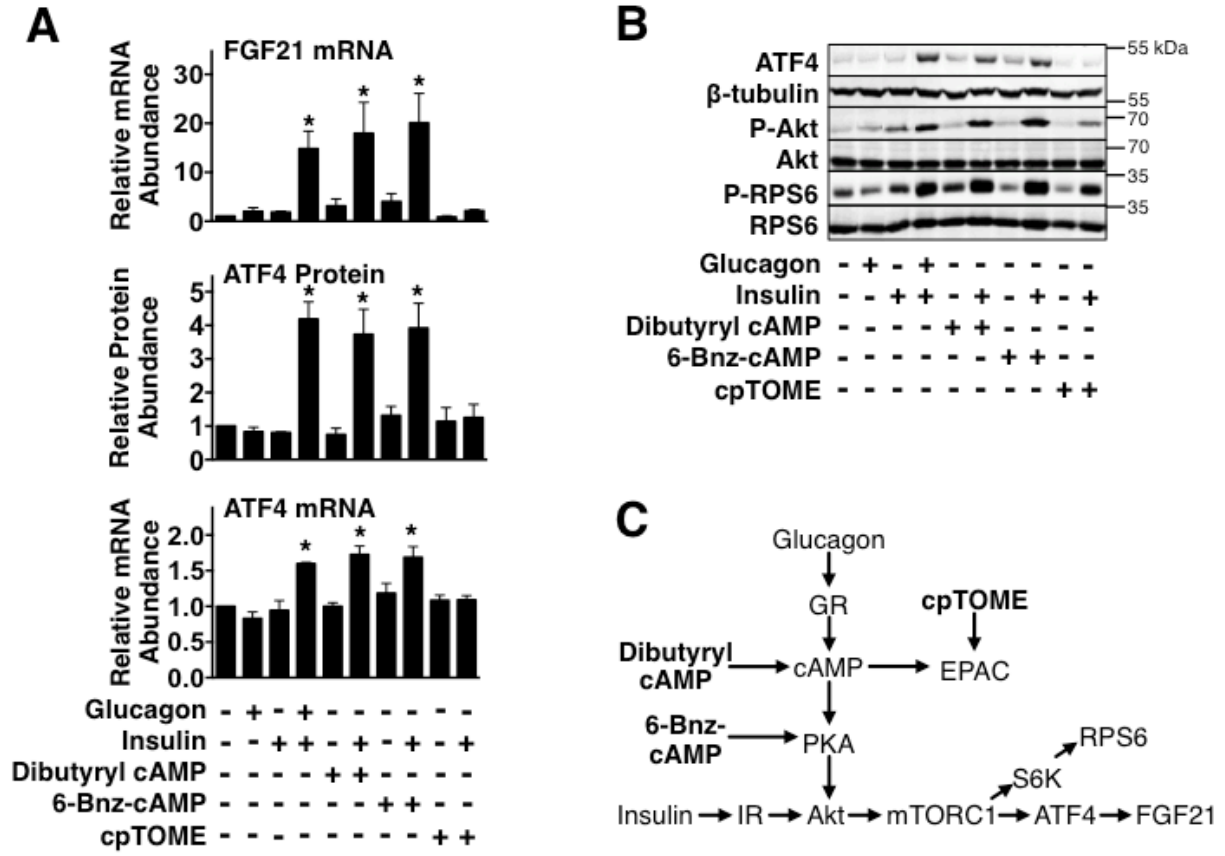 A
FGF21 mRNA
Relative mRNA
Abundance
30
20
10
0
* * *
ATF4 Protein
Relative Protein
Abundance
5
4
3
2
1
0
* * *
ATF4 mRNA
Relative mRNA
Abundance
2.0
1.5
1.0
0.5
0.0
* * *
Glucagon - + - + - - - - - -
Insulin - - + + - + - + - +
Dibutyryl cAMP - - - - + + - - - -
6-Bnz-cAMP - - - - - - + + - -
cpTOME - - - - - - - - + +
B
ATF4
β-tubulin
P-Akt
Akt
P-RPS6
RPS6
55 kDa
55
70
70
35
35
Glucagon - + - + - - - - - -
Insulin - - + + - + - + - +
Dibutyryl cAMP - - - - + + - - - -
6-Bnz-cAMP - - - - - - + + - -
cpTOME - - - - - - - - + +
C
Glucagon
GR
cpTOME
Dibutyryl
cAMP
cAMP
EPAC
6-Bnz-
cAMP
PKA
RPS6
S6K
Insulin IR Akt mTORC1 ATF4 FGF21